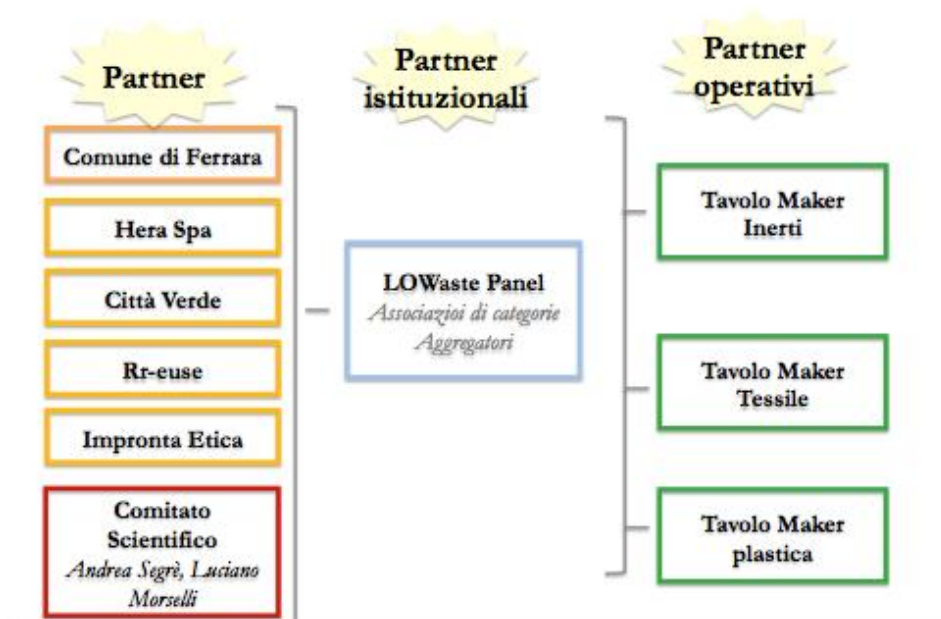 Partner
Comune di Ferrara
Hera Spa
Città Verde
Rr-euse
Impronta Etica
Comitato
Scientifico
Andrea Segrè, Luciano
Morselli
Partner
istituzionali
LOWaste Panel
Associazioi di categorie
Aggregatori
Partner
operativi
Tavolo Maker
Inerti
Tavolo Maker
Tessile
Tavolo Maker
plastica